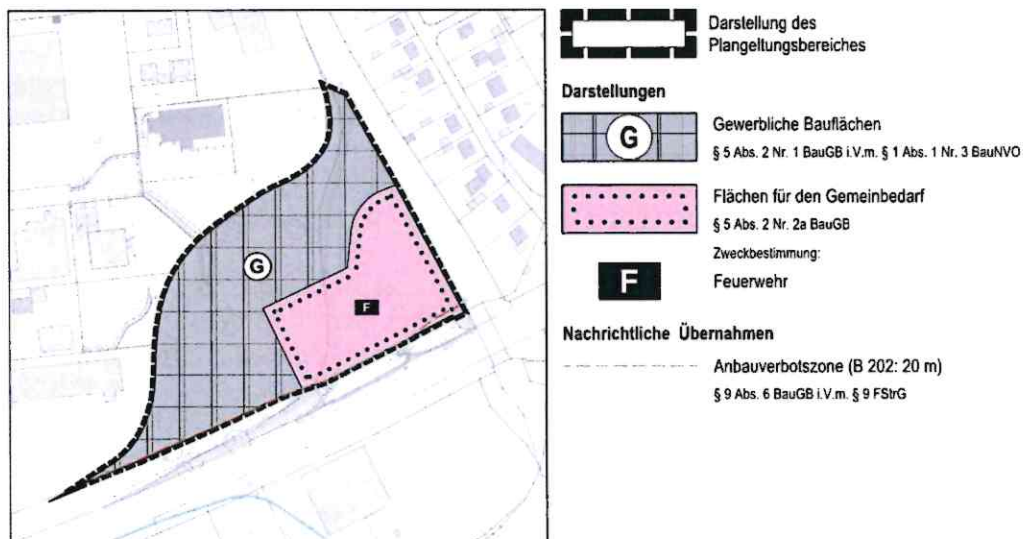 Darstellung des
Plangeltungsbereiches
Darstellungen
G
Gewerbliche Bauflächen
§ 5 Abs. 2 Nr. 1 BauGB i.V.m. § 1 Abs. 1 Nr. 3 BauNVO
Flächen für den Gemeinbedarf
§ 5 Abs. 2 Nr. 2a BauGB
Zweckbestimmung:
F
Feuerwehr
Nachrichtliche Übernahmen
Anbauverbotszone (B 202: 20 m)
§ 9 Abs. 6 BauGB i.V.m. § 9 FStrG
G
F